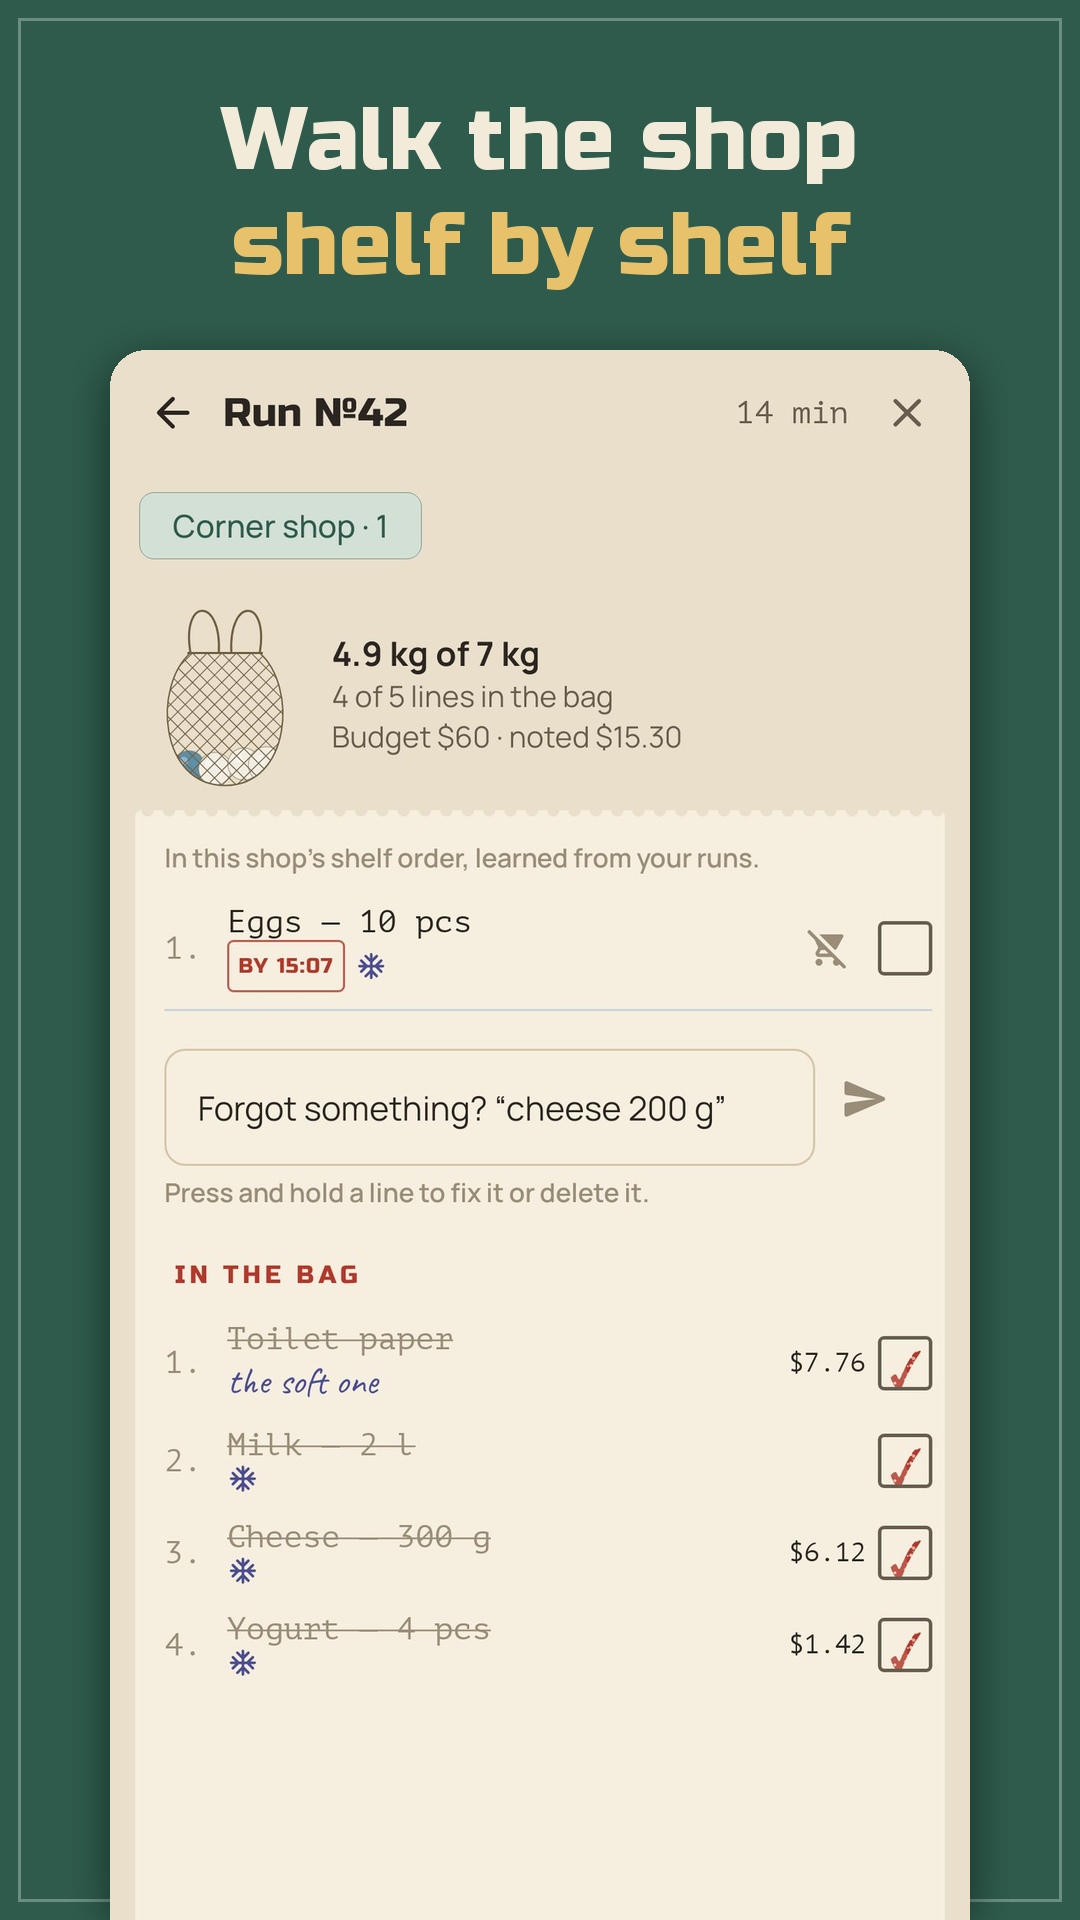 Walk the shop
shelf by shelf
Run Nº42
14 min
Corner shop · 1
4.9 kg of 7 kg
4 of 5 lines in the bag
Budget $60 · noted $15.30
In this shop’s shelf order, learned from your runs.
1. Eggs — 10 pcs
BY 15:07
Forgot something? “cheese 200 g”
Press and hold a line to fix it or delete it.
IN THE BAG
1. Toilet paper $7.76
the soft one
2. Milk — 2 l
3. Cheese — 300 g $6.12
4. Yogurt — 4 pcs $1.42